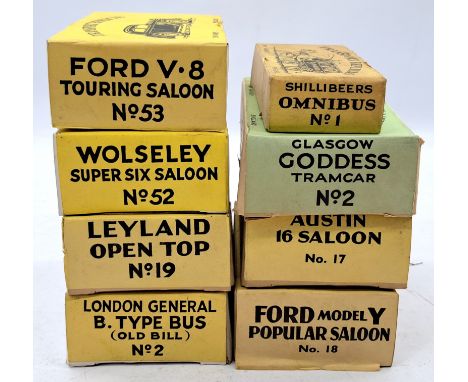 FORD V·8
TOURING SALOON
Nº53
WOLSELEY
SUPER SIX SALOON
Nº52
LEYLAND
OPEN TOP
Nº19
LONDON GENERAL
B. TYPE BUS
(OLD BILL)
Nº2
SHILLIBEERS
OMNIBUS
Nº1
GLASGOW
GODDESS
TRAMCAR
Nº2
AUSTIN
16 SALOON
No. 17
FORD MODEL Y
POPULAR SALOON
No. 18